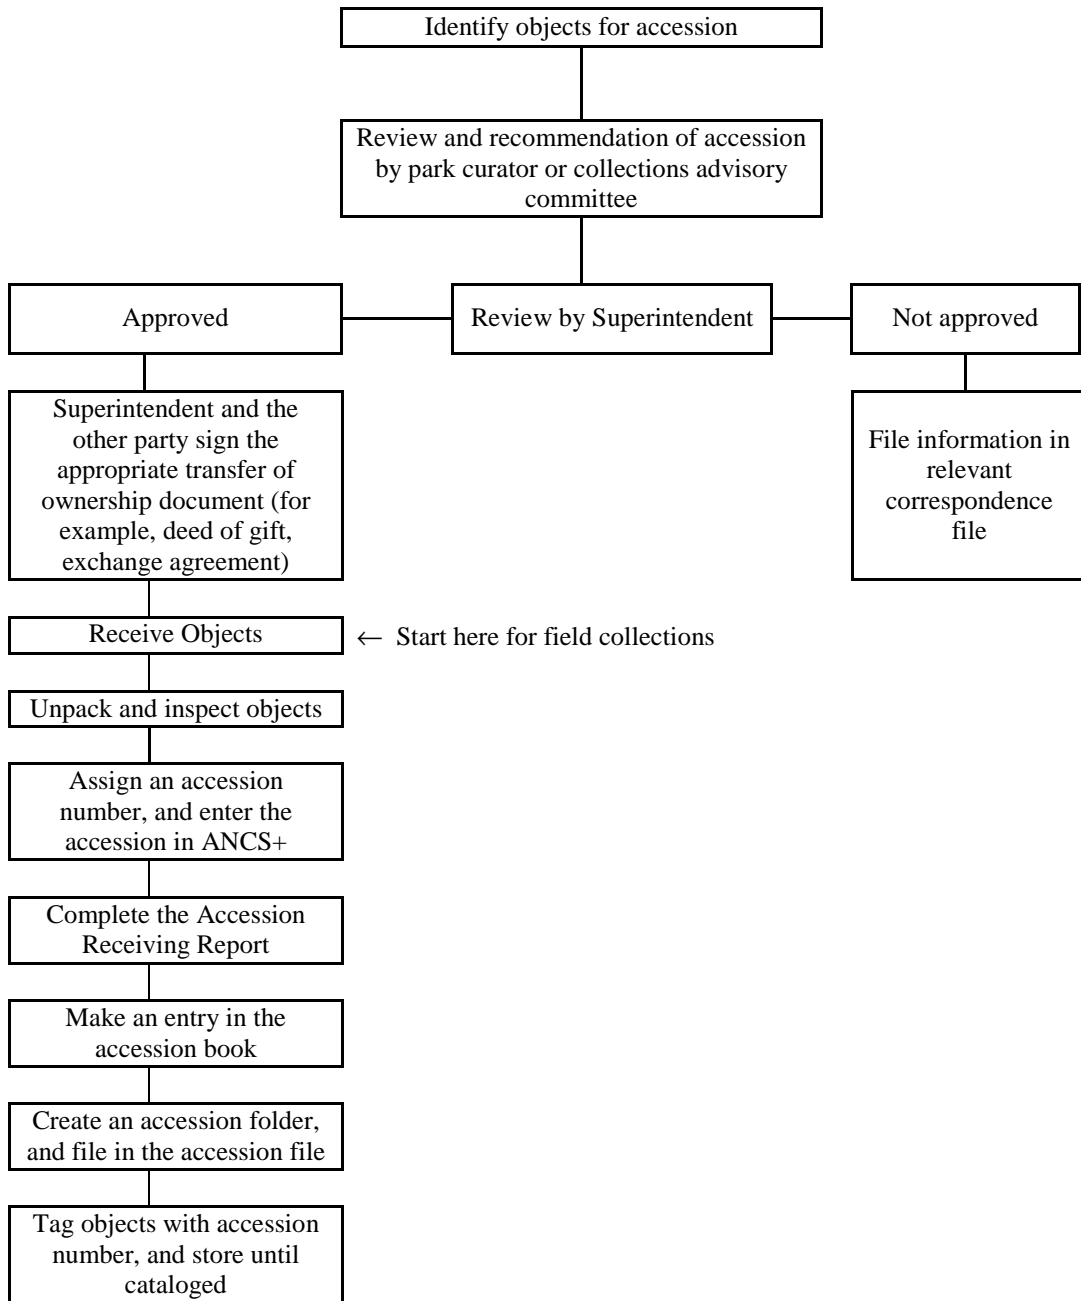 Identify objects for accession
Review and recommendation of accession
by park curator or collections advisory
committee
Approved
Review by Superintendent
Not approved
Superintendent and the
other party sign the
appropriate transfer of
ownership document (for
example, deed of gift,
exchange agreement)
File information in
relevant
correspondence
file
Receive Objects
← Start here for field collections
Unpack and inspect objects
Assign an accession
number, and enter the
accession in ANCS+
Complete the Accession
Receiving Report
Make an entry in the
accession book
Create an accession folder,
and file in the accession file
Tag objects with accession
number, and store until
cataloged